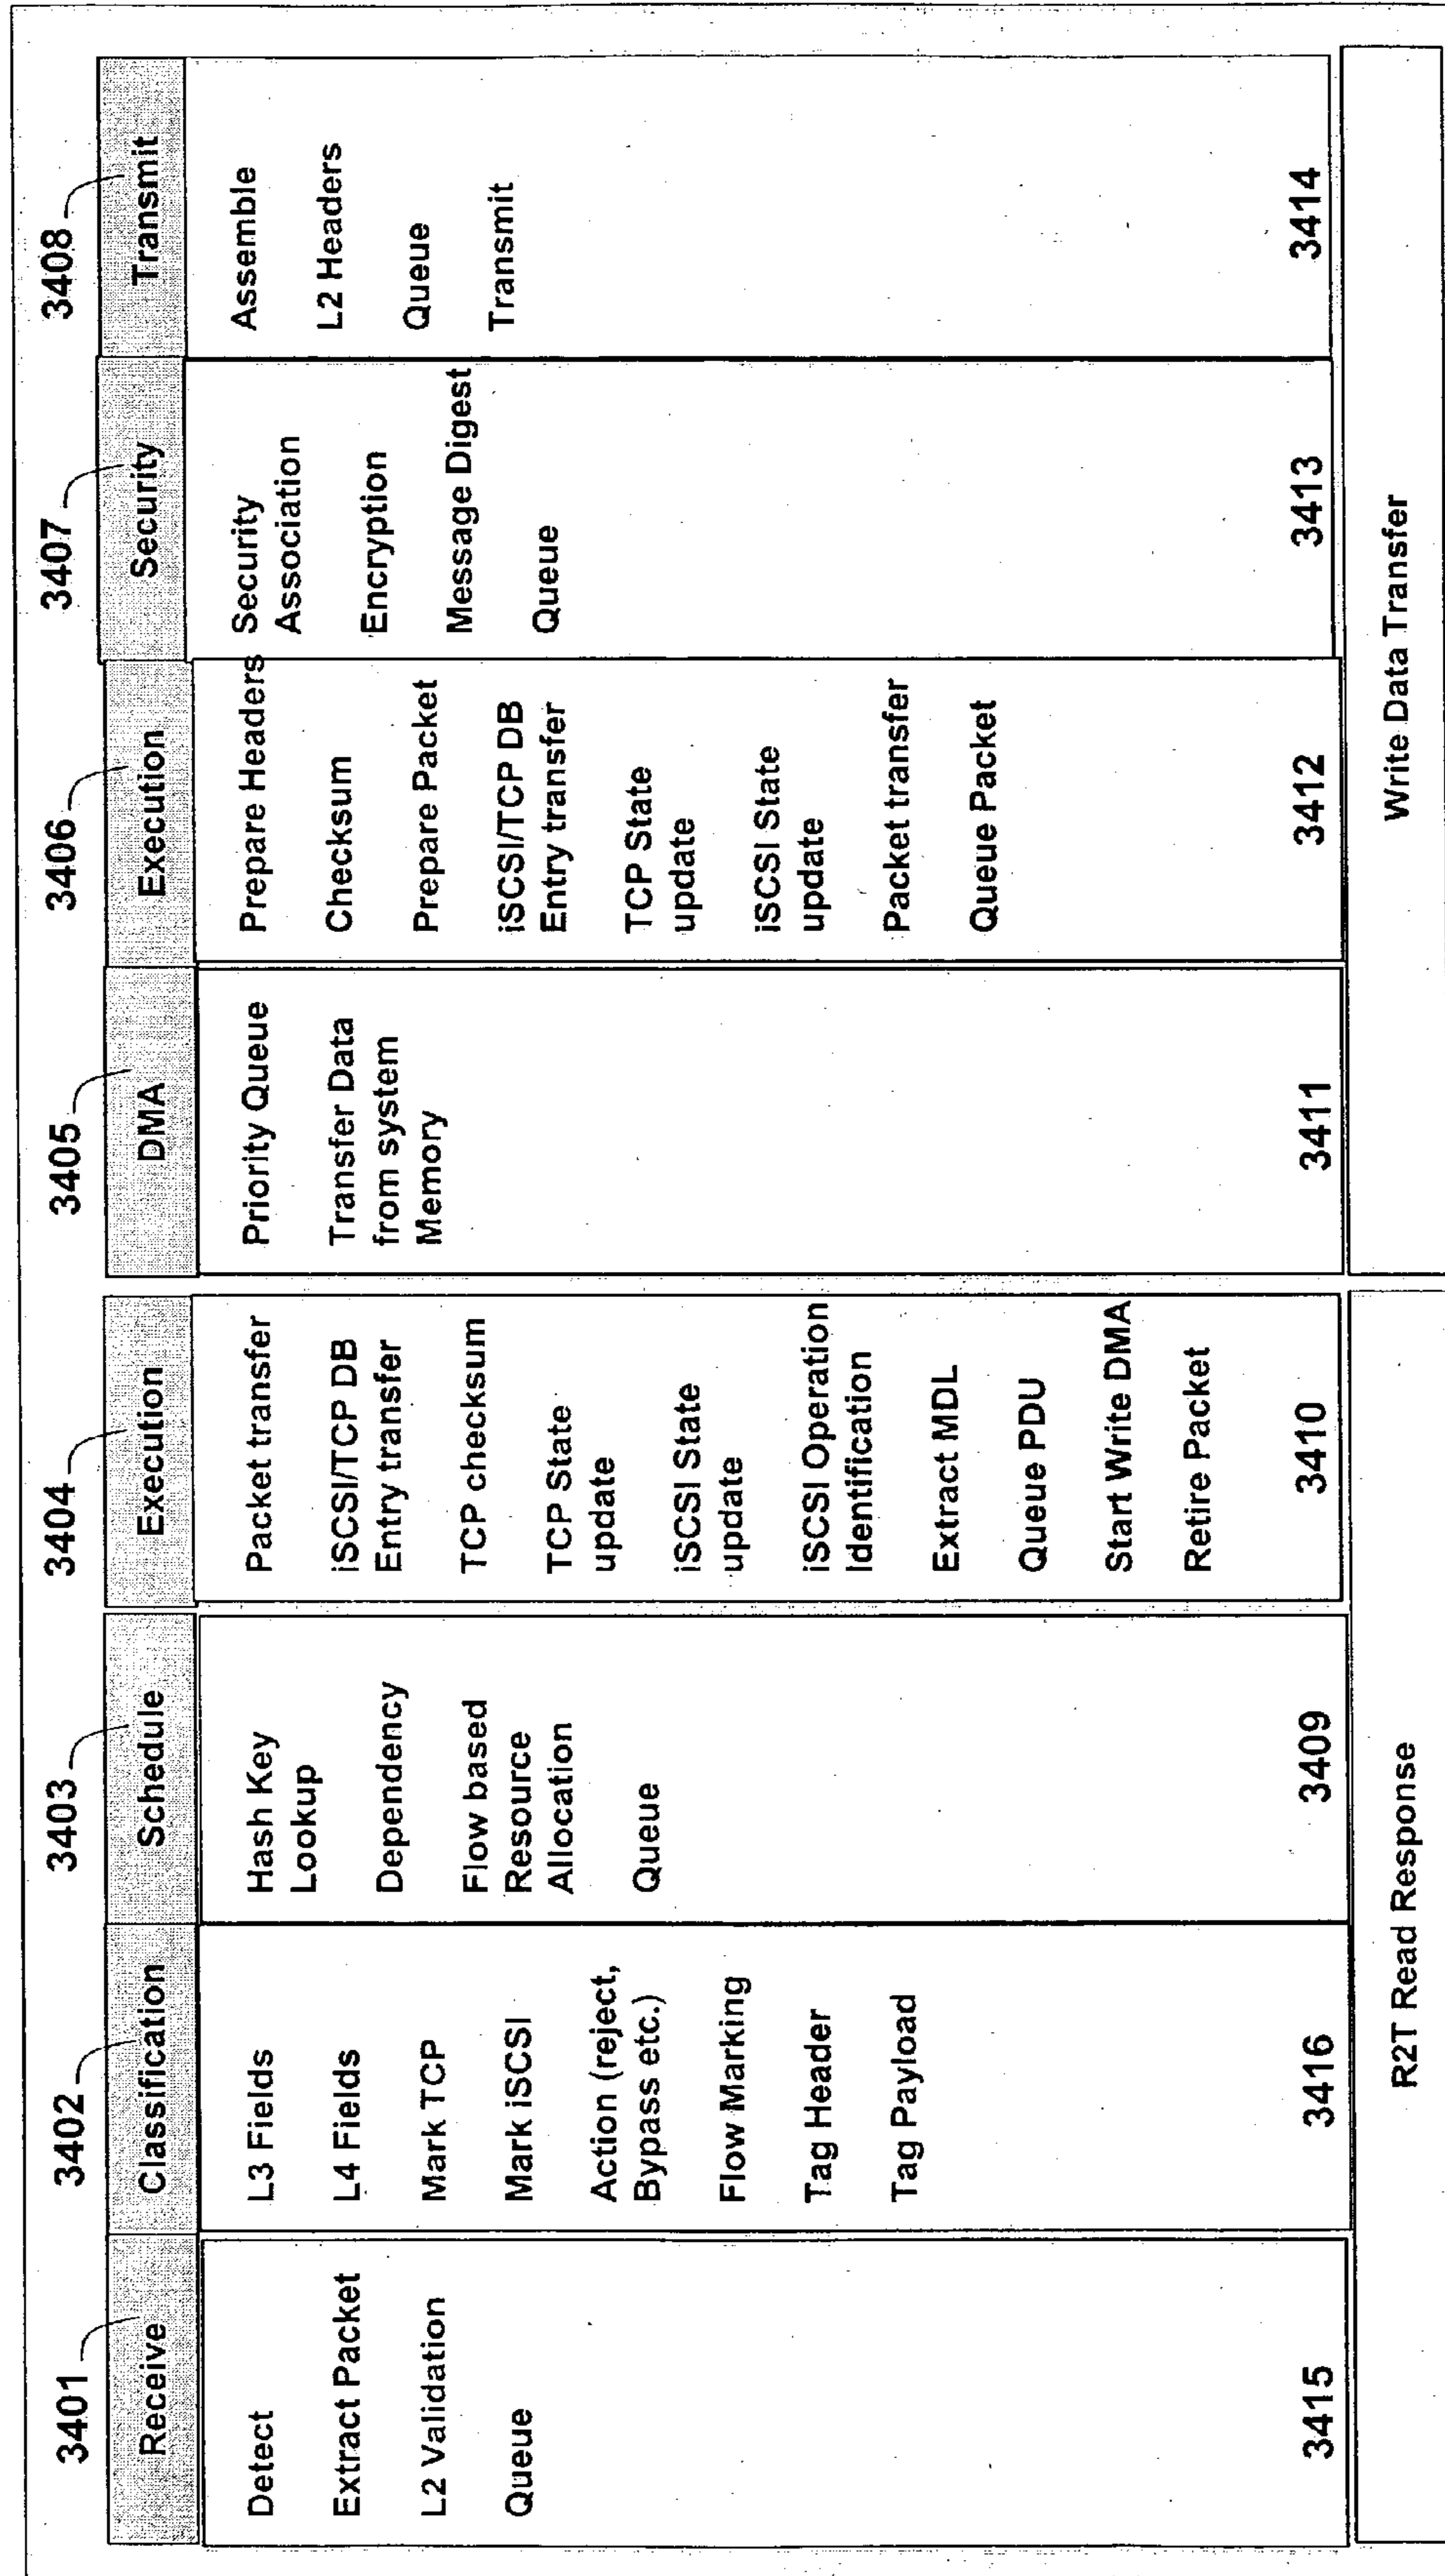 3401
Receive
Detect
Extract Packet
L2 Validation
Queue
3415
3402
Classification
L3 Fields
L4 Fields
Mark TCP
Mark iSCSI
Action (reject,
Bypass etc.)
Flow Marking
Tag Header
Tag Payload
3416
3403
Schedule
Hash Key
Lookup
Dependency
Flow based
Resource
Allocation
Queue
3409
3404
Execution
Packet transfer
iSCSI/TCP DB
Entry transfer
TCP checksum
TCP State
update
iSCSI State
update
iSCSI Operation
Identification
Extract MDL
Queue PDU
Start Write DMA
Retire Packet
3410
R2T Read Response
3405
DMA
Priority Queue
Transfer Data
from system
Memory
3411
3406
Execution
Prepare Headers
Checksum
Prepare Packet
iSCSI/TCP DB
Entry transfer
TCP State
update
iSCSI State
update
Packet transfer
Queue Packet
3412
3407
Security
Security
Association
Encryption
Message Digest
Queue
3413
3408
Transmit
Assemble
L2 Headers
Queue
Transmit
3414
Write Data Transfer